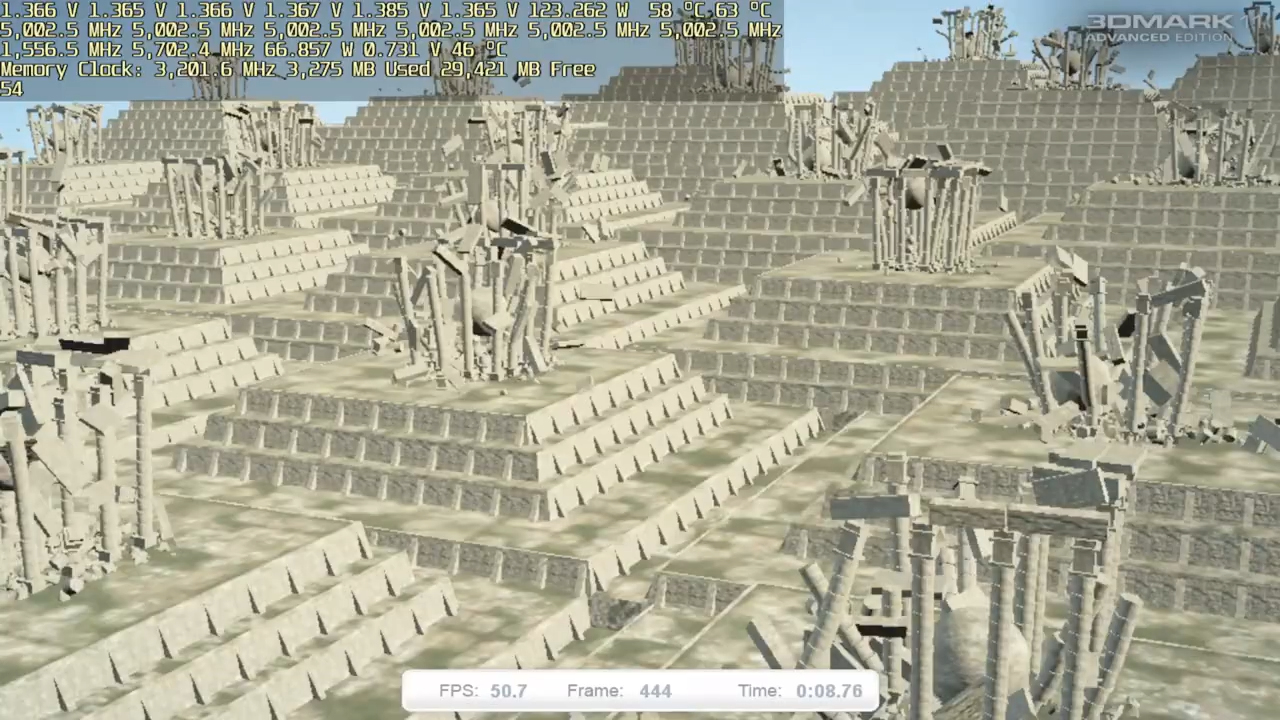 1.366 V 1.365 V 1.366 V 1.367 V 1.385 V 1.365 V 123.262 W 58 °C 63 °C
5,002.5 MHz 5,002.5 MHz 5,002.5 MHz 5,002.5 MHz 5,002.5 MHz 5,002.5 MHz
1,556.5 MHz 5,702.4 MHz 66.857 W 0.731 V 46 °C
Memory Clock: 3,201.6 MHz 3,275 MB Used 29,421 MB Free
54
3DMARK 11
ADVANCED EDITION
FPS: 50.7 Frame: 444 Time: 0:08.76